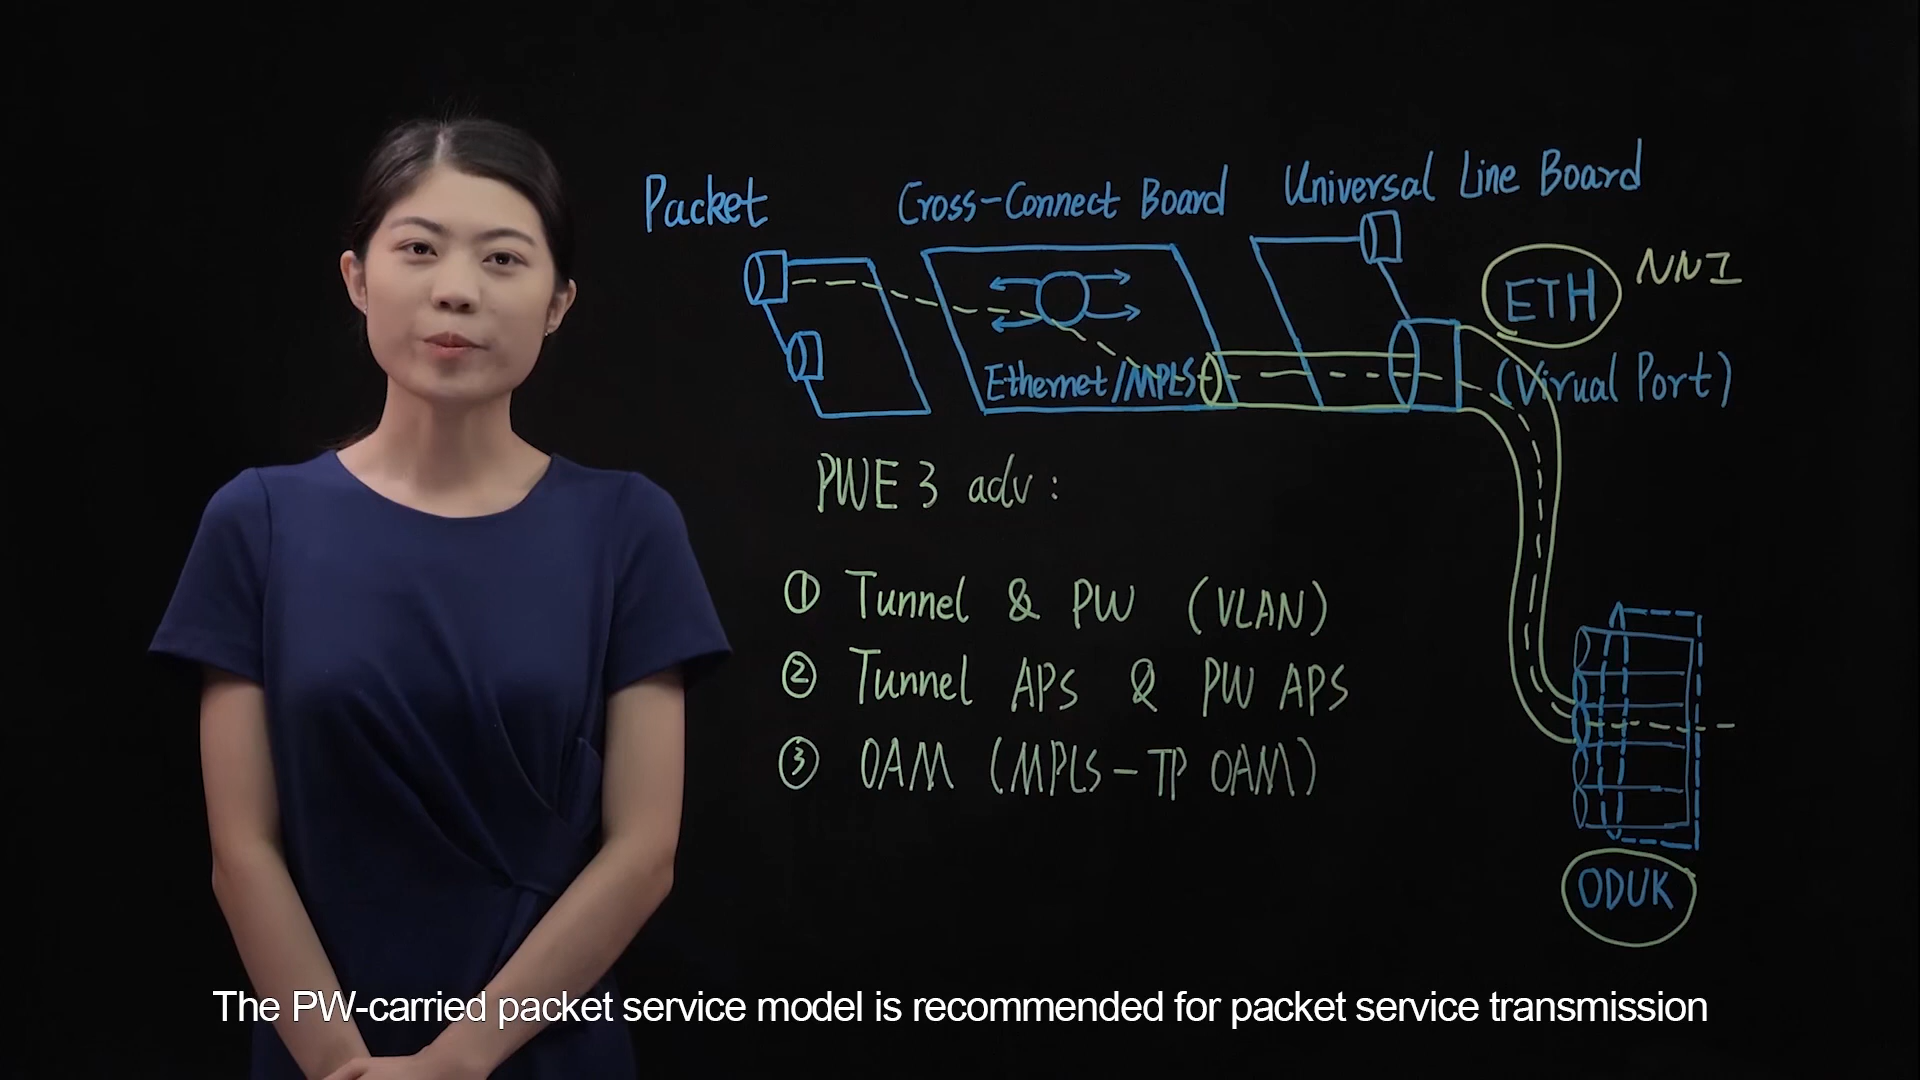 Packet
Cross-Connect Board
Universal Line Board
ETH
NNI
Ethernet/MPLS
(Virual Port)
PWE3 adv:
① Tunnel & PW (VLAN)
② Tunnel APS & PW APS
③ OAM (MPLS-TP OAM)
ODUK
The PW-carried packet service model is recommended for packet service transmission